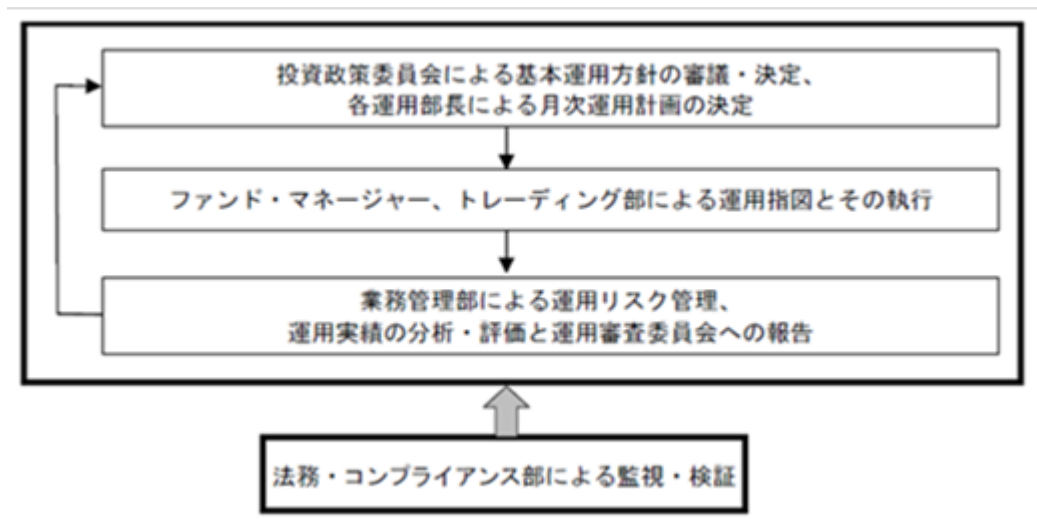 投資政策委員会による基本運用方針の審議・決定、
各運用部長による月次運用計画の決定
ファンド・マネージャー、トレーディング部による運用指図とその執行
業務管理部による運用リスク管理、
運用実績の分析・評価と運用審査委員会への報告
法務・コンプライアンス部による監視・検証